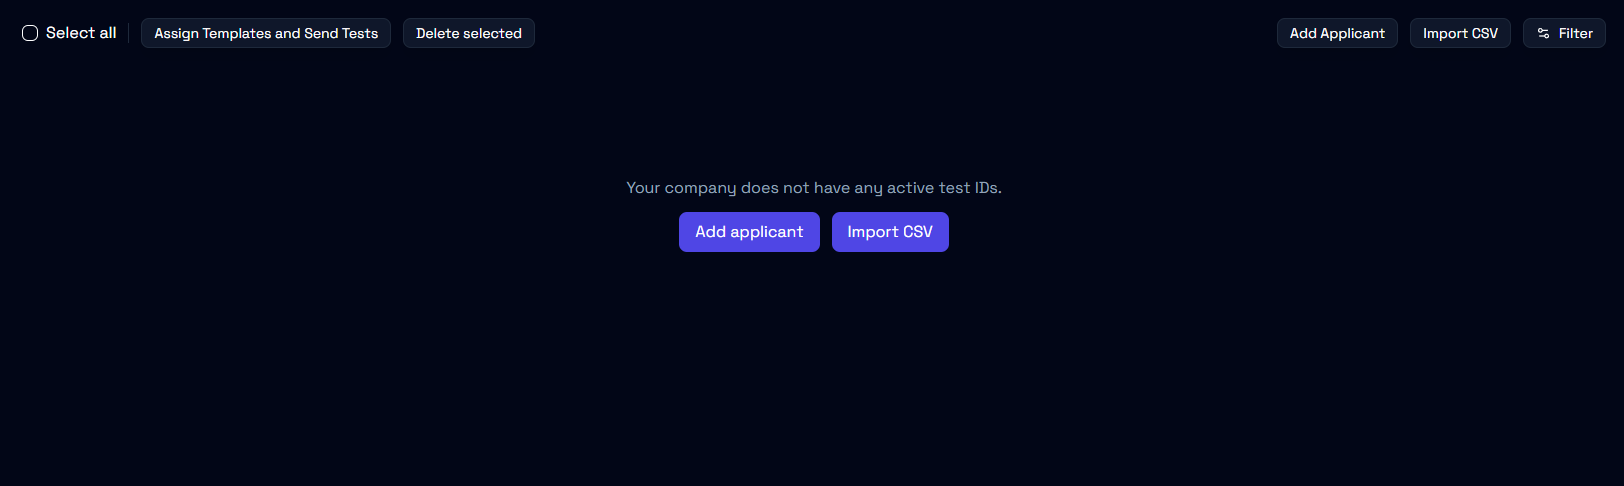 Select all Assign Templates and Send Tests Delete selected Add Applicant Import CSV Filter
Your company does not have any active test IDs.
Add applicant Import CSV